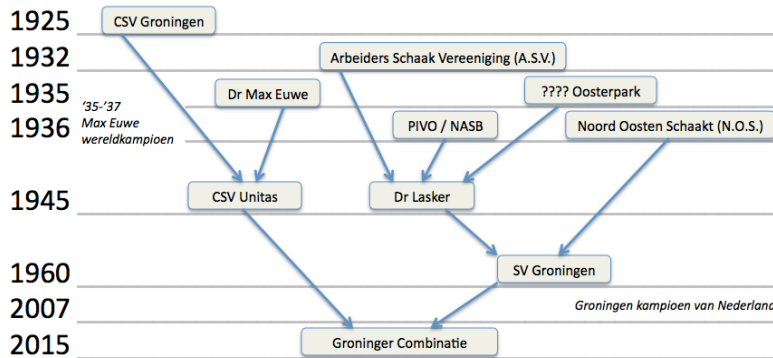 1925
CSV Groningen
1932
Arbeiders Schaak Vereeniging (A.S.V.)
1935
Dr Max Euwe
???? Oosterpark
'35-'37
Max Euwe
wereldkampioen
1936
PIVO / NASB
Noord Oosten Schaakt (N.O.S.)
1945
CSV Unitas
Dr Lasker
1960
SV Groningen
2007
Groningen kampioen van Nederland
2015
Groninger Combinatie